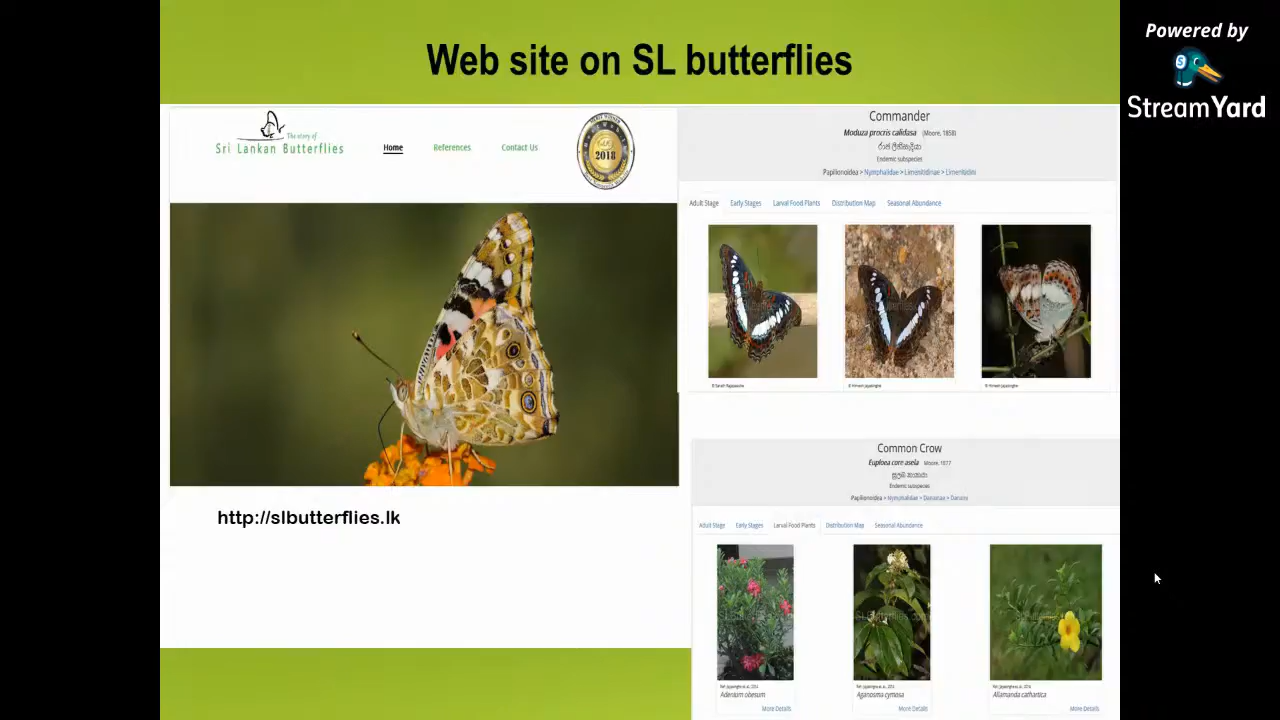 Web site on SL butterflies
Powered by
StreamYard
The story of
Sri Lankan Butterflies
Home
References
Contact Us
2018
Commander
Moduza procris calidasa (Moore, 1858)
Endemic subspecies
Papilionoidea > Nymphalidae > Limenitidinae > Limenitidini
Adult Stage
Early Stages
Larval Food Plants
Distribution Map
Seasonal Abundance
http://slbutterflies.lk
Common Crow
Euploea core asela Moore, 1877
Endemic subspecies
Papilionoidea > Nymphalidae > Danainae > Danaini
Adult Stage
Early Stages
Larval Food Plants
Distribution Map
Seasonal Abundance
Adenium obesum
More Details
Aganosma cymosa
More Details
Allamanda cathartica
More Details